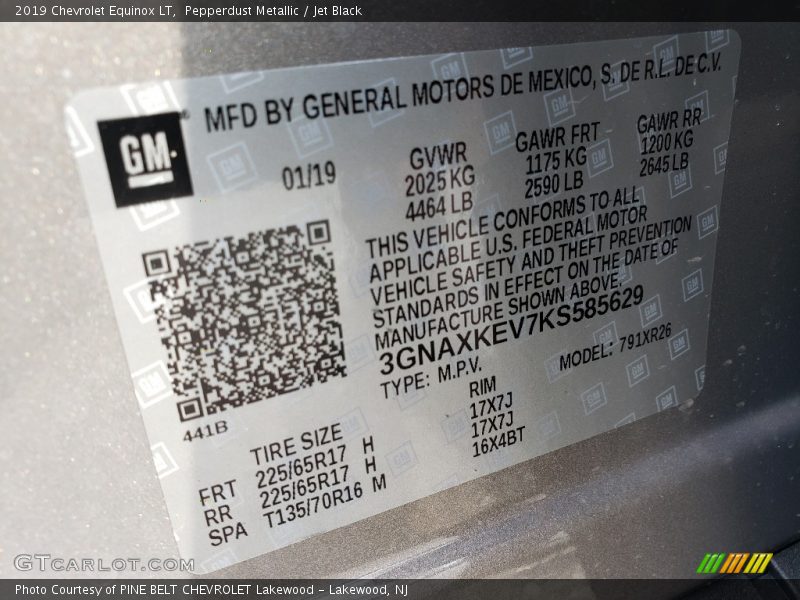 2019 Chevrolet Equinox LT, Pepperdust Metallic / Jet Black
GM
MFD BY GENERAL MOTORS DE MEXICO, S. DE R.L. DE C.V.
01/19
GVWR
2025 KG
4464 LB
GAWR FRT
1175 KG
2590 LB
GAWR RR
1200 KG
2645 LB
THIS VEHICLE CONFORMS TO ALL
APPLICABLE U.S. FEDERAL MOTOR
VEHICLE SAFETY AND THEFT PREVENTION
STANDARDS IN EFFECT ON THE DATE OF
MANUFACTURE SHOWN ABOVE.
3GNAXKEV7KS585629
TYPE: M.P.V.
MODEL: 791XR26
441B
TIRE SIZE
RIM
FRT 225/65R17 H 17X7J
RR 225/65R17 H 17X7J
SPA T135/70R16 M 16X4BT
GTCarLot.com
Photo Courtesy of PINE BELT CHEVROLET Lakewood - Lakewood, NJ